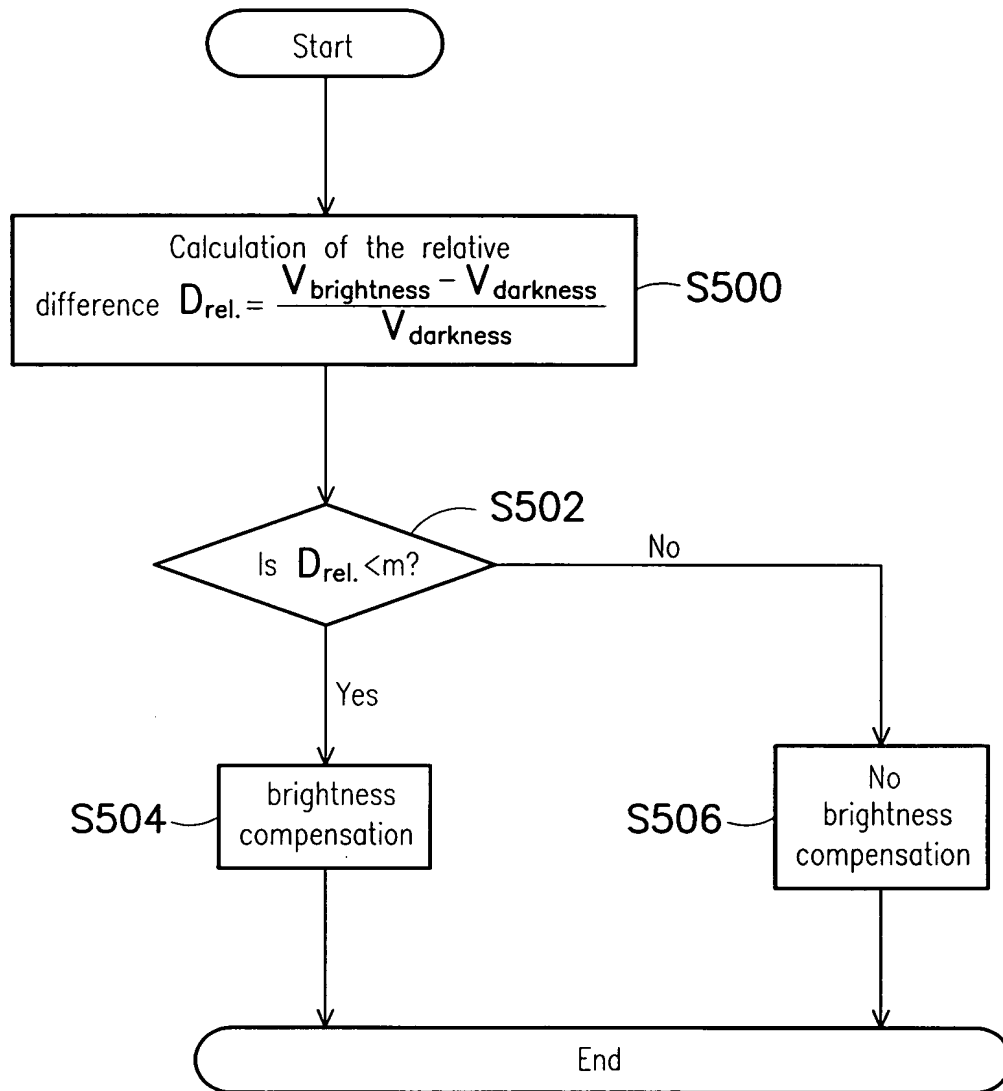 Start
Calculation of the relative
difference D_rel. = (V_brightness - V_darkness) / V_darkness
S500
S502
Is D_rel. <m?
No
Yes
S504
brightness
compensation
S506
No
brightness
compensation
End